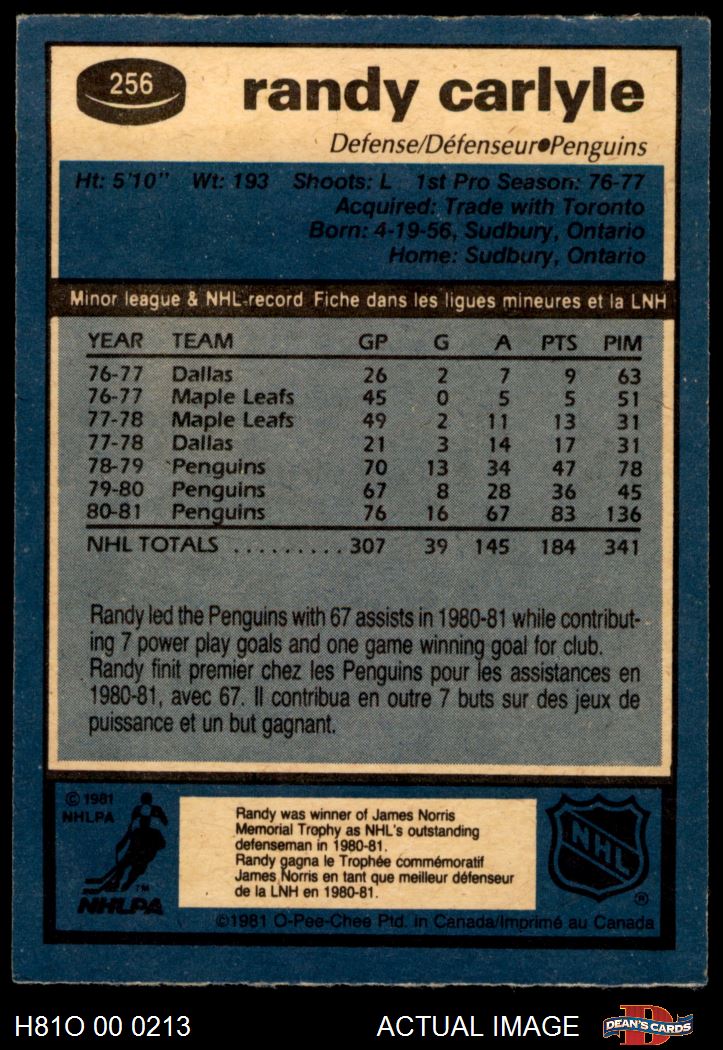 256
randy carlyle
Defense/Défenseur●Penguins
Ht: 5'10" Wt: 193 Shoots: L 1st Pro Season: 76-77
Acquired: Trade with Toronto
Born: 4-19-56, Sudbury, Ontario
Home: Sudbury, Ontario
Minor league & NHL record Fiche dans les ligues mineures et la LNH
YEAR TEAM GP G A PTS PIM
76-77 Dallas 26 2 7 9 63
76-77 Maple Leafs 45 0 5 5 51
77-78 Maple Leafs 49 2 11 13 31
77-78 Dallas 21 3 14 17 31
78-79 Penguins 70 13 34 47 78
79-80 Penguins 67 8 28 36 45
80-81 Penguins 76 16 67 83 136
NHL TOTALS .......... 307 39 145 184 341
Randy led the Penguins with 67 assists in 1980-81 while contribut-
ing 7 power play goals and one game winning goal for club.
Randy finit premier chez les Penguins pour les assistances en
1980-81, avec 67. Il contribua en outre 7 buts sur des jeux de
puissance et un but gagnant.
© 1981
NHLPA
TM
NHLPA
Randy was winner of James Norris
Memorial Trophy as NHL's outstanding
defenseman in 1980-81.
Randy gagna le Trophée commémoratif
James Norris en tant que meilleur défenseur
de la LNH en 1980-81.
NHL
®
©1981 O-Pee-Chee Ptd. in Canada/Imprimé au Canada
H81O 00 0213
ACTUAL IMAGE
D
DEAN'S CARDS